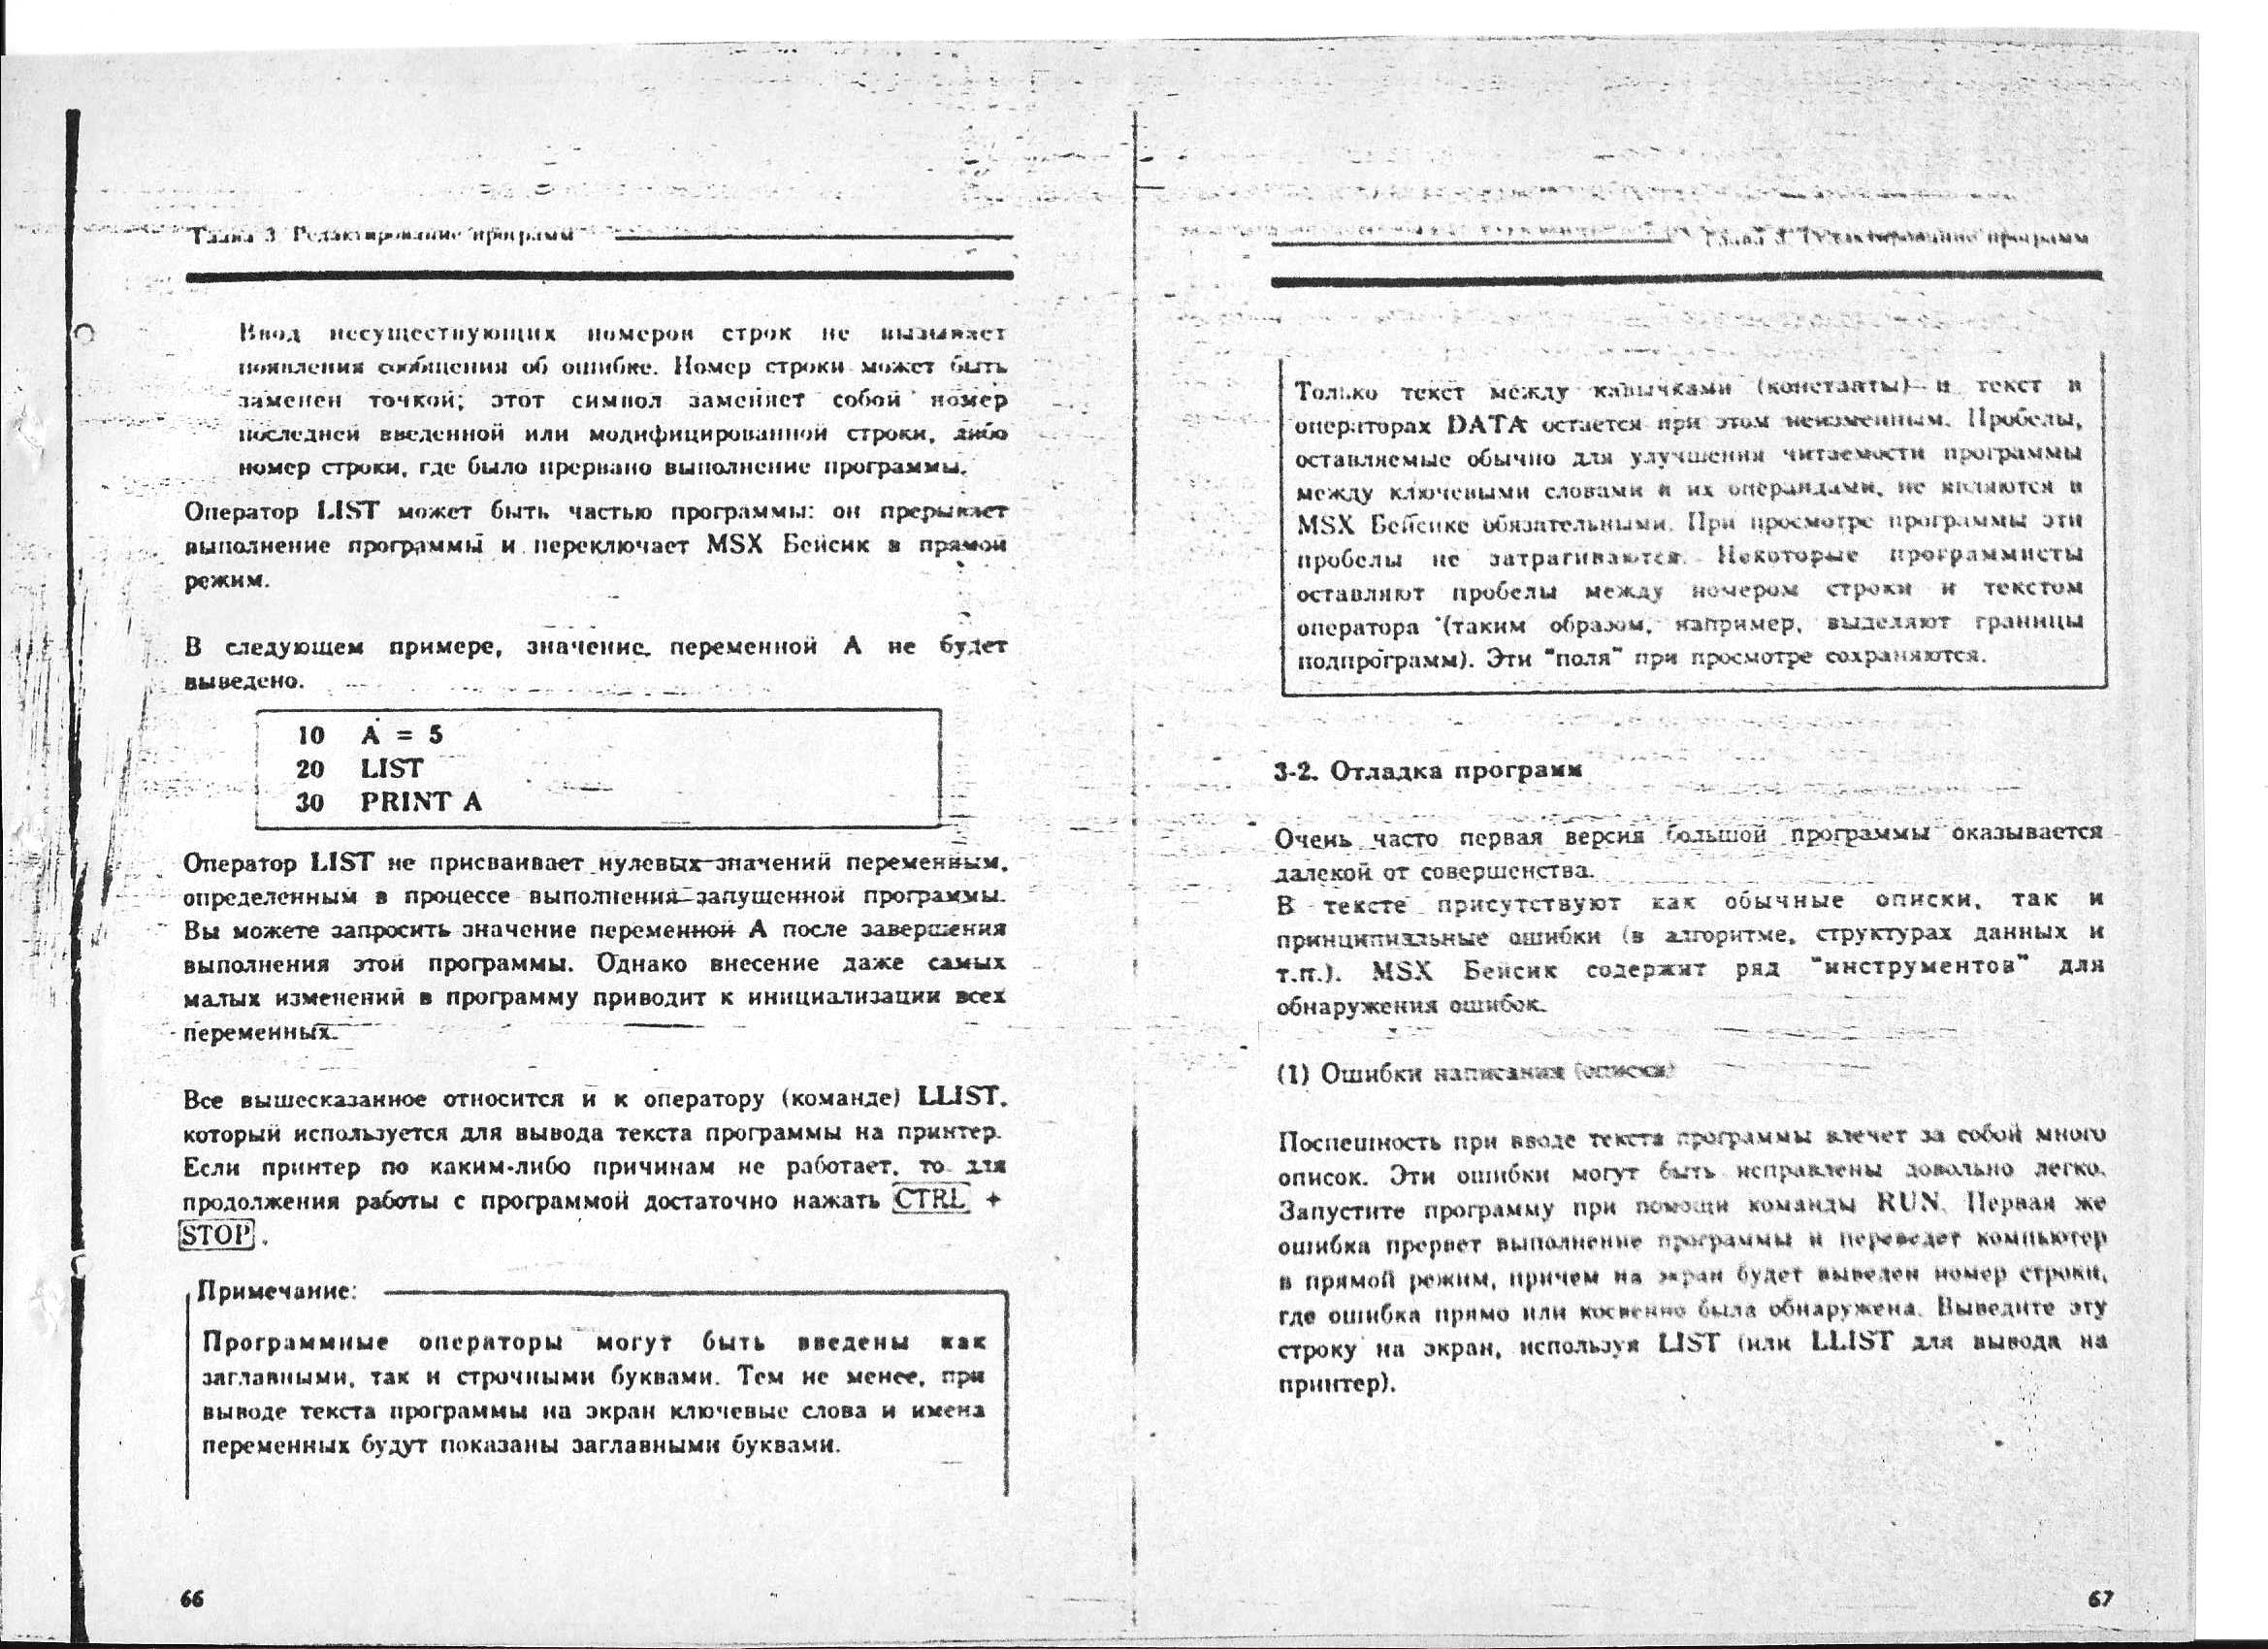 Глава 3. Редактирование программ
Ввод несуществующих номеров строк не вызывает
появления сообщения об ошибке. Номер строки может быть
заменен точкой; этот символ заменяет собой номер
последней введенной или модифицированной строки, либо
номер строки, где было прервано выполнение программы.
Оператор LIST может быть частью программы: он прерывает
выполнение программы и переключает MSX Бейсик в прямой
режим.
В следующем примере, значение переменной А не будет
выведено.
10 A = 5
20 LIST
30 PRINT A
Оператор LIST не присваивает нулевых значений переменным,
определенным в процессе выполнения запущенной программы.
Вы можете запросить значение переменной А после завершения
выполнения этой программы. Однако внесение даже самых
малых изменений в программу приводит к инициализации всех
переменных.
Все вышесказанное относится и к оператору (команде) LLIST,
который используется для вывода текста программы на принтер.
Если принтер по каким-либо причинам не работает, то для
продолжения работы с программой достаточно нажать CTRL +
STOP.
Примечание:
Программные операторы могут быть введены как
заглавными, так и строчными буквами. Тем не менее, при
выводе текста программы на экран ключевые слова и имена
переменных будут показаны заглавными буквами.
66
Глава 3. Редактирование программ
Только текст между кавычками (константы) и текст в
операторах DATA остается при этом неизменным. Пробелы,
оставляемые обычно для улучшения читаемости программы
между ключевыми словами и их операндами, не являются в
MSX Бейсике обязательными. При просмотре программы эти
пробелы не затрагиваются. Некоторые программисты
оставляют пробелы между номером строки и текстом
оператора (таким образом, например, выделяют границы
подпрограмм). Эти "поля" при просмотре сохраняются.
3-2. Отладка программ
Очень часто первая версия большой программы оказывается
далекой от совершенства.
В тексте присутствуют как обычные описки, так и
принципиальные ошибки (в алгоритме, структурах данных и
т.п.). MSX Бейсик содержит ряд "инструментов" для
обнаружения ошибок.
(1) Ошибки написания (описки)
Поспешность при вводе текста программы влечет за собой много
описок. Эти ошибки могут быть исправлены довольно легко.
Запустите программу при помощи команды RUN. Первая же
ошибка прервет выполнение программы и переведет компьютер
в прямой режим, причем на экран будет выведен номер строки,
где ошибка прямо или косвенно была обнаружена. Выведите эту
строку на экран, используя LIST (или LLIST для вывода на
принтер).
67